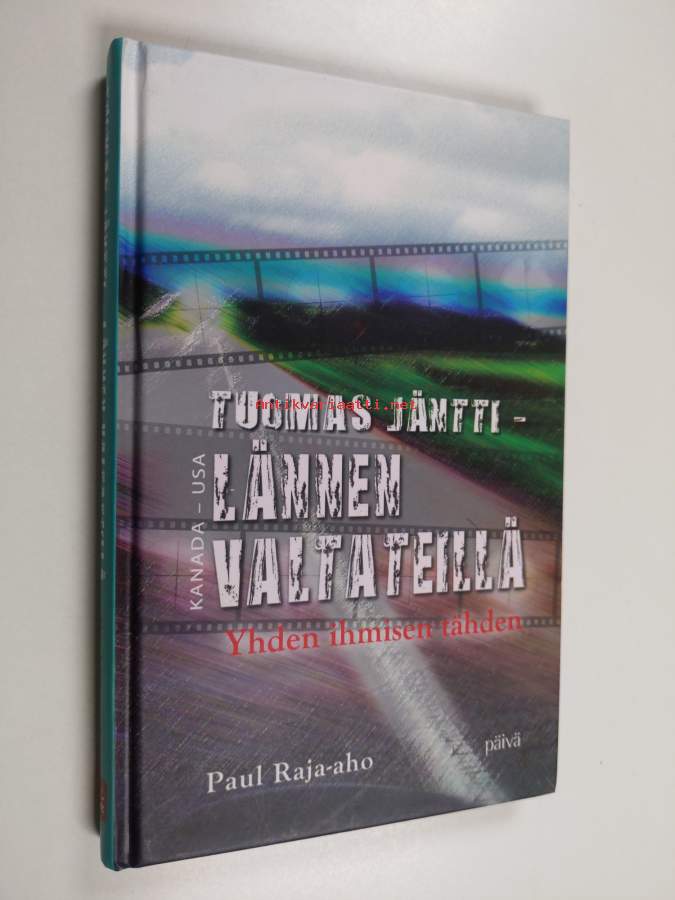 TUOMAS JÄNTTI –
antikvariaatti.net
LÄNNEN
VALTATEILLÄ
KANADA – USA
Yhden ihmisen tähden
päivä
Paul Raja-aho